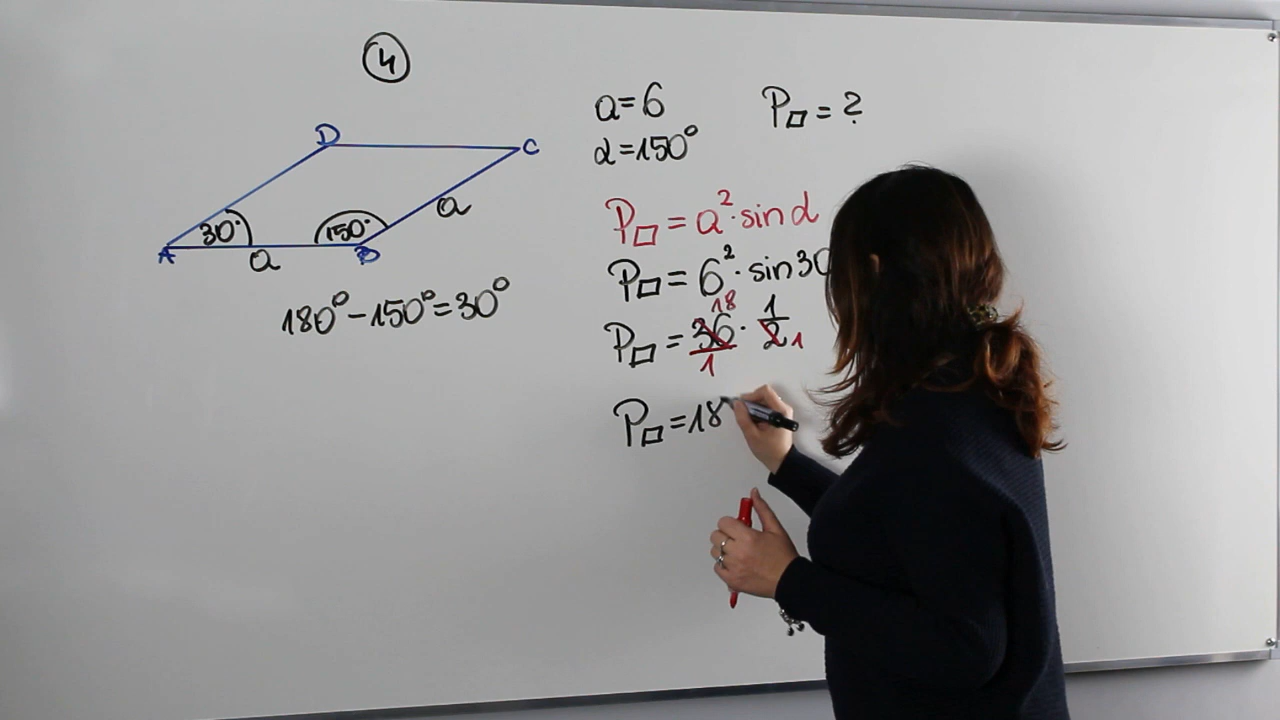 4
D
C
30°
150°
a
A
a
B
180° - 150° = 30°
a = 6
α = 150°
P▱ = ?
P▱ = a² · sin α
P▱ = 6² · sin 30
18
P▱ = 36/1 · 1/2 1
P▱ = 18